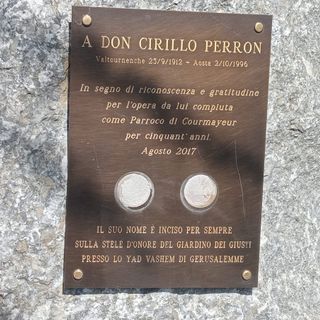 A DON CIRILLO PERRON
Valtournenche 25/9/1912 - Aosta 2/10/1996
In segno di riconoscenza e gratitudine
per l'opera da lui compiuta
come Parroco di Courmayeur
per cinquant'anni.
Agosto 2017
IL SUO NOME È INCISO PER SEMPRE
SULLA STELE D'ONORE DEL GIARDINO DEI GIUSTI
PRESSO LO YAD VASHEM DI GERUSALEMME